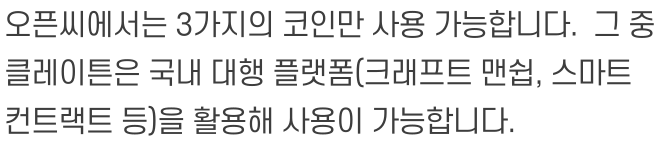 오픈씨에서는 3가지의 코인만 사용 가능합니다.  그 중
클레이튼은 국내 대행 플랫폼(크래프트 맨쉽, 스마트
컨트랙트 등)을 활용해 사용이 가능합니다.